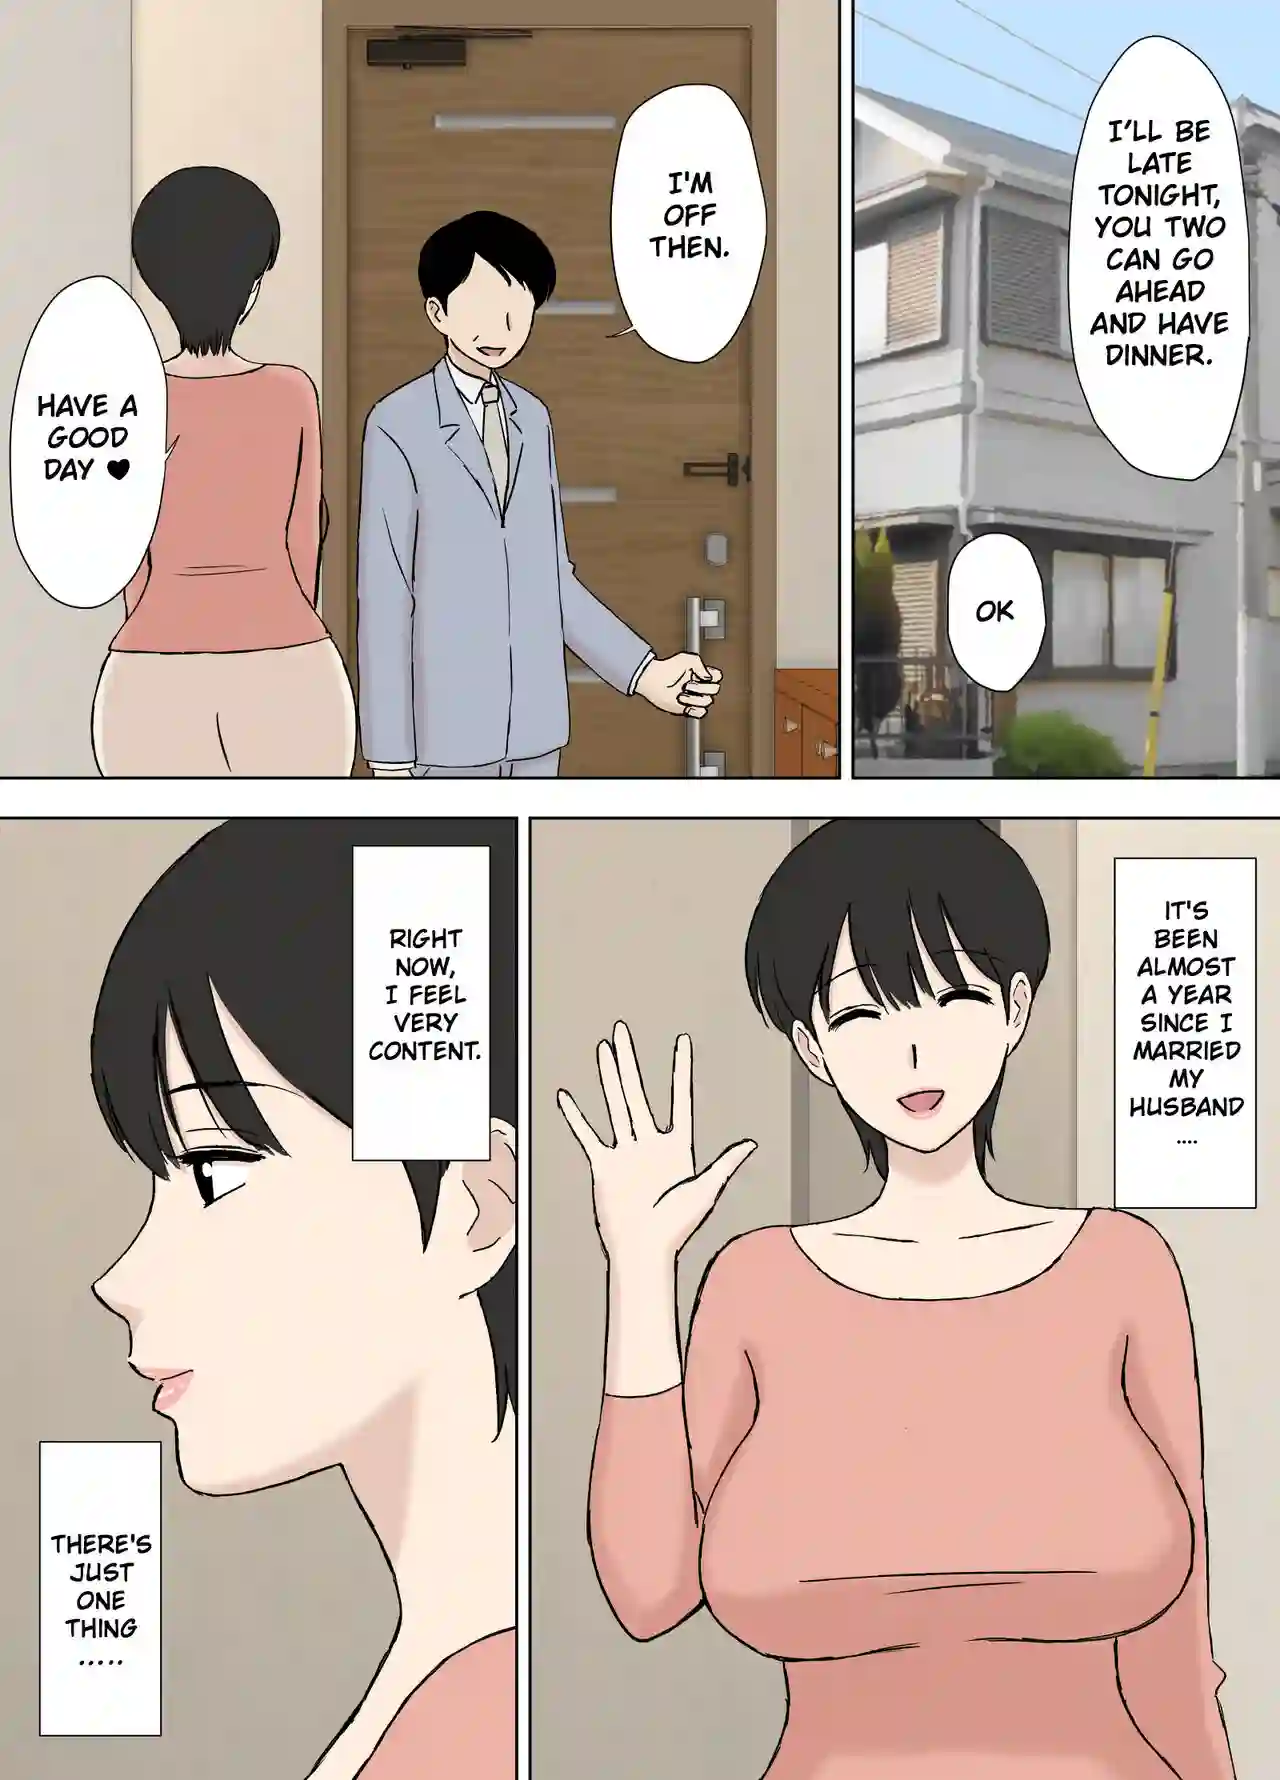 I'LL BE
LATE
TONIGHT,
YOU TWO
CAN GO
AHEAD
AND HAVE
DINNER.
OK
I'M
OFF
THEN.
HAVE A
GOOD
DAY ♥
IT'S
BEEN
ALMOST
A YEAR
SINCE I
MARRIED
MY
HUSBAND
....
RIGHT
NOW,
I FEEL
VERY
CONTENT.
THERE'S
JUST
ONE
THING
.....